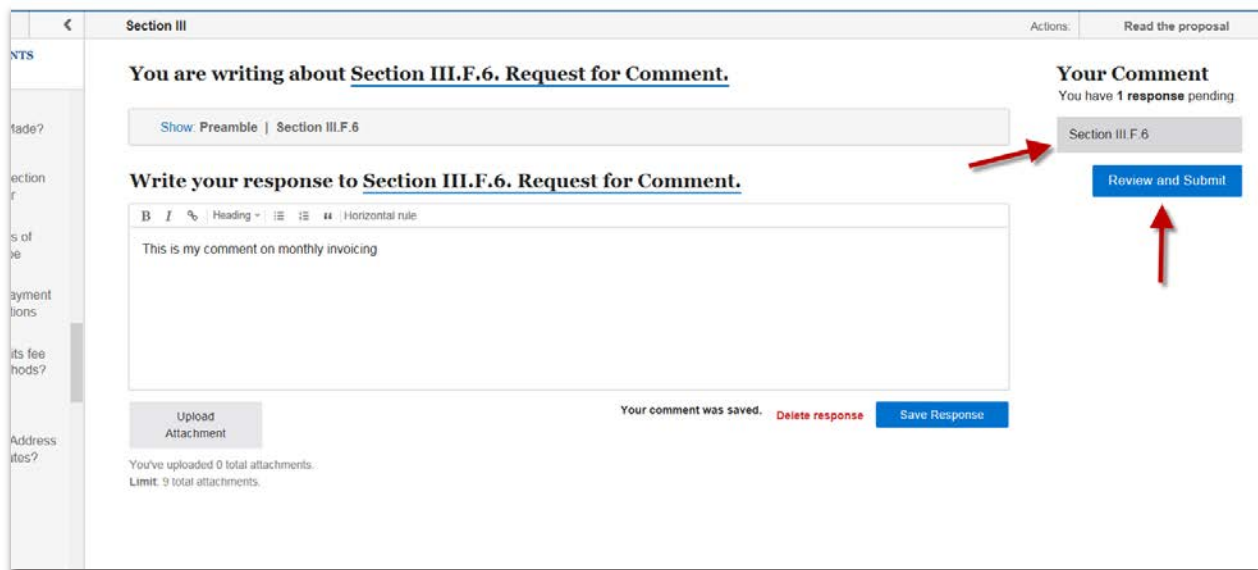 Section III
Actions:
Read the proposal
NTS
Made?
ection
r
s of
ayment
tions
its fee
hods?
Address
You are writing about Section III.F.6. Request for Comment.
Show: Preamble | Section III.F.6
Write your response to Section III.F.6. Request for Comment.
B I Heading Horizontal rule
This is my comment on monthly invoicing
Upload
Attachment
Your comment was saved. Delete response Save Response
You've uploaded 0 total attachments.
Limit: 9 total attachments.
Your Comment
You have 1 response pending.
Section III.F.6
Review and Submit